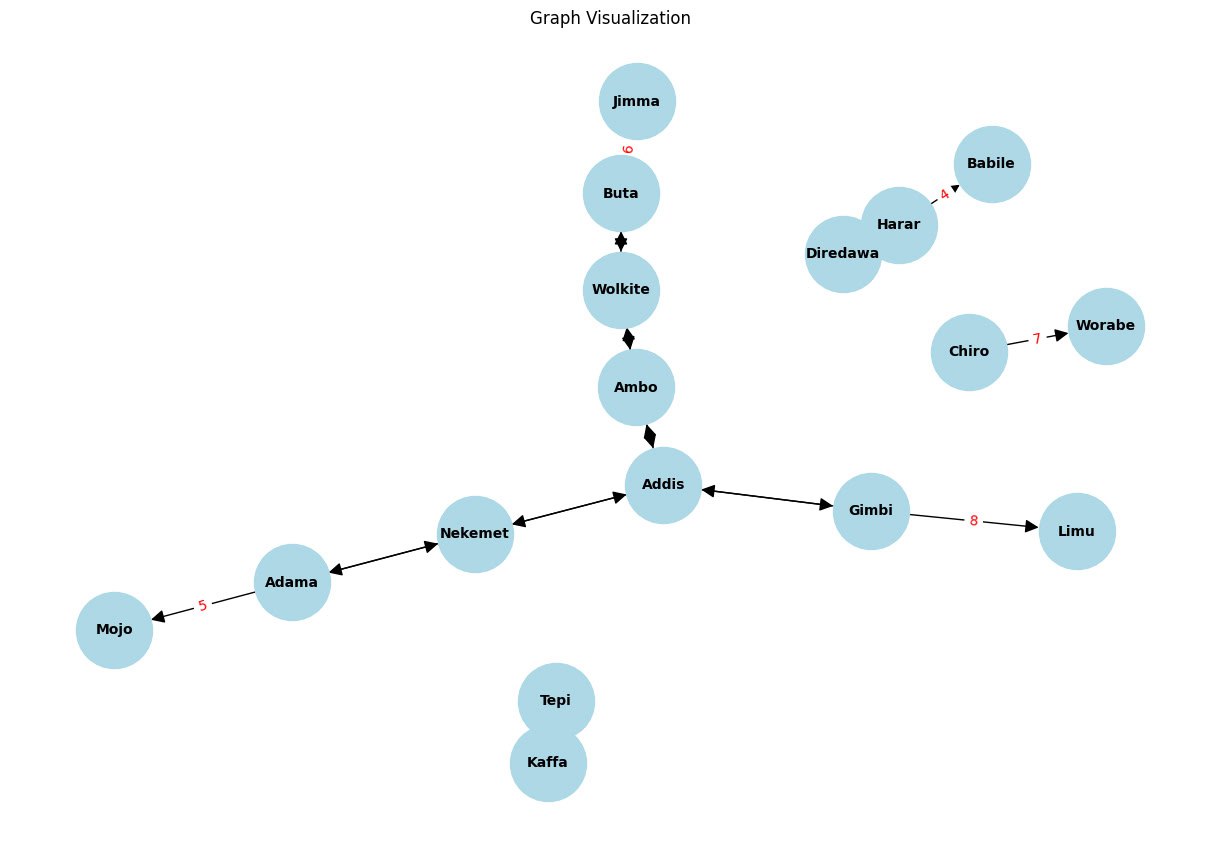 Graph Visualization
Jimma
6
Buta
Babile
4
Harar
Diredawa
Wolkite
Worabe
7
Chiro
Ambo
Addis
Gimbi
8
Limu
Nekemet
Adama
5
Mojo
Tepi
Kaffa